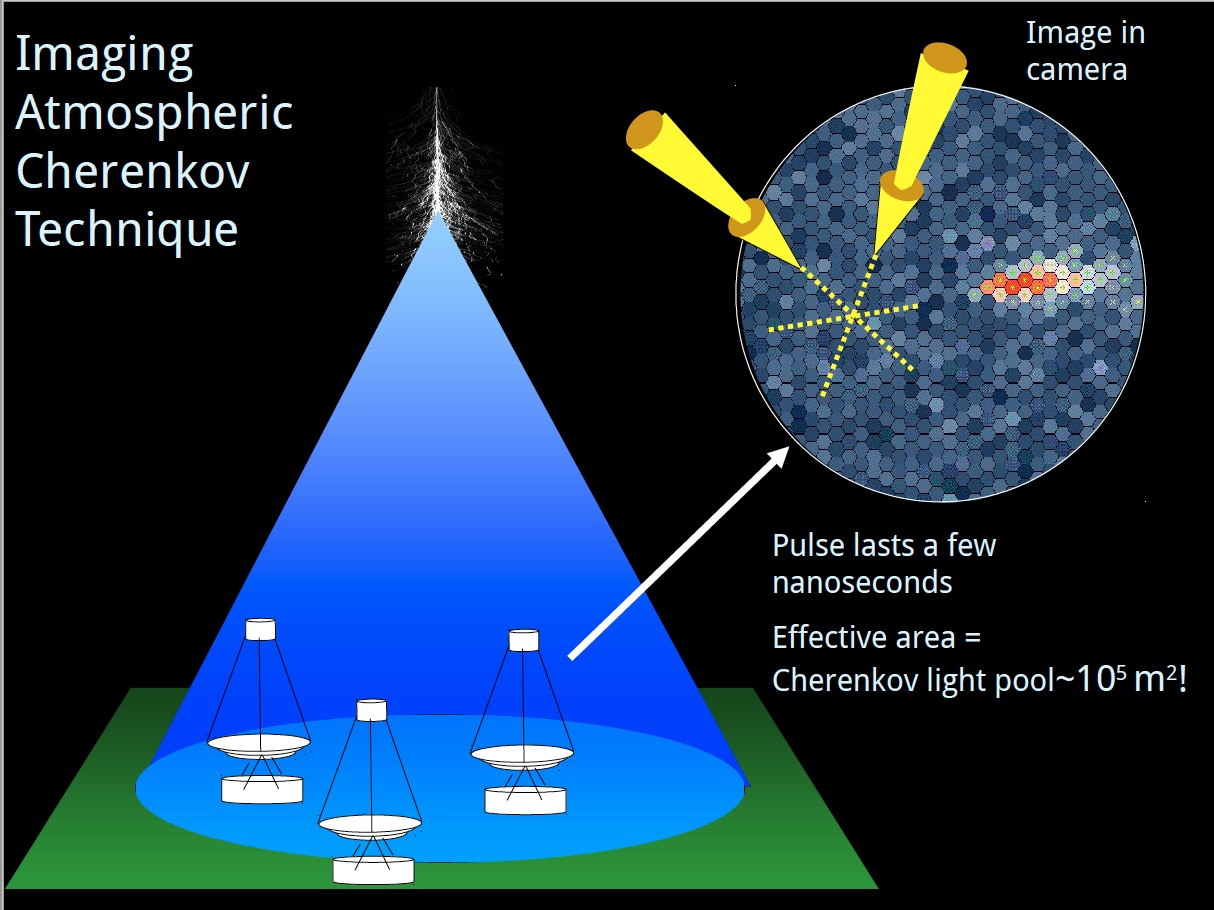 Imaging
Atmospheric
Cherenkov
Technique
Image in
camera
Pulse lasts a few
nanoseconds
Effective area =
Cherenkov light pool~10⁵ m²!